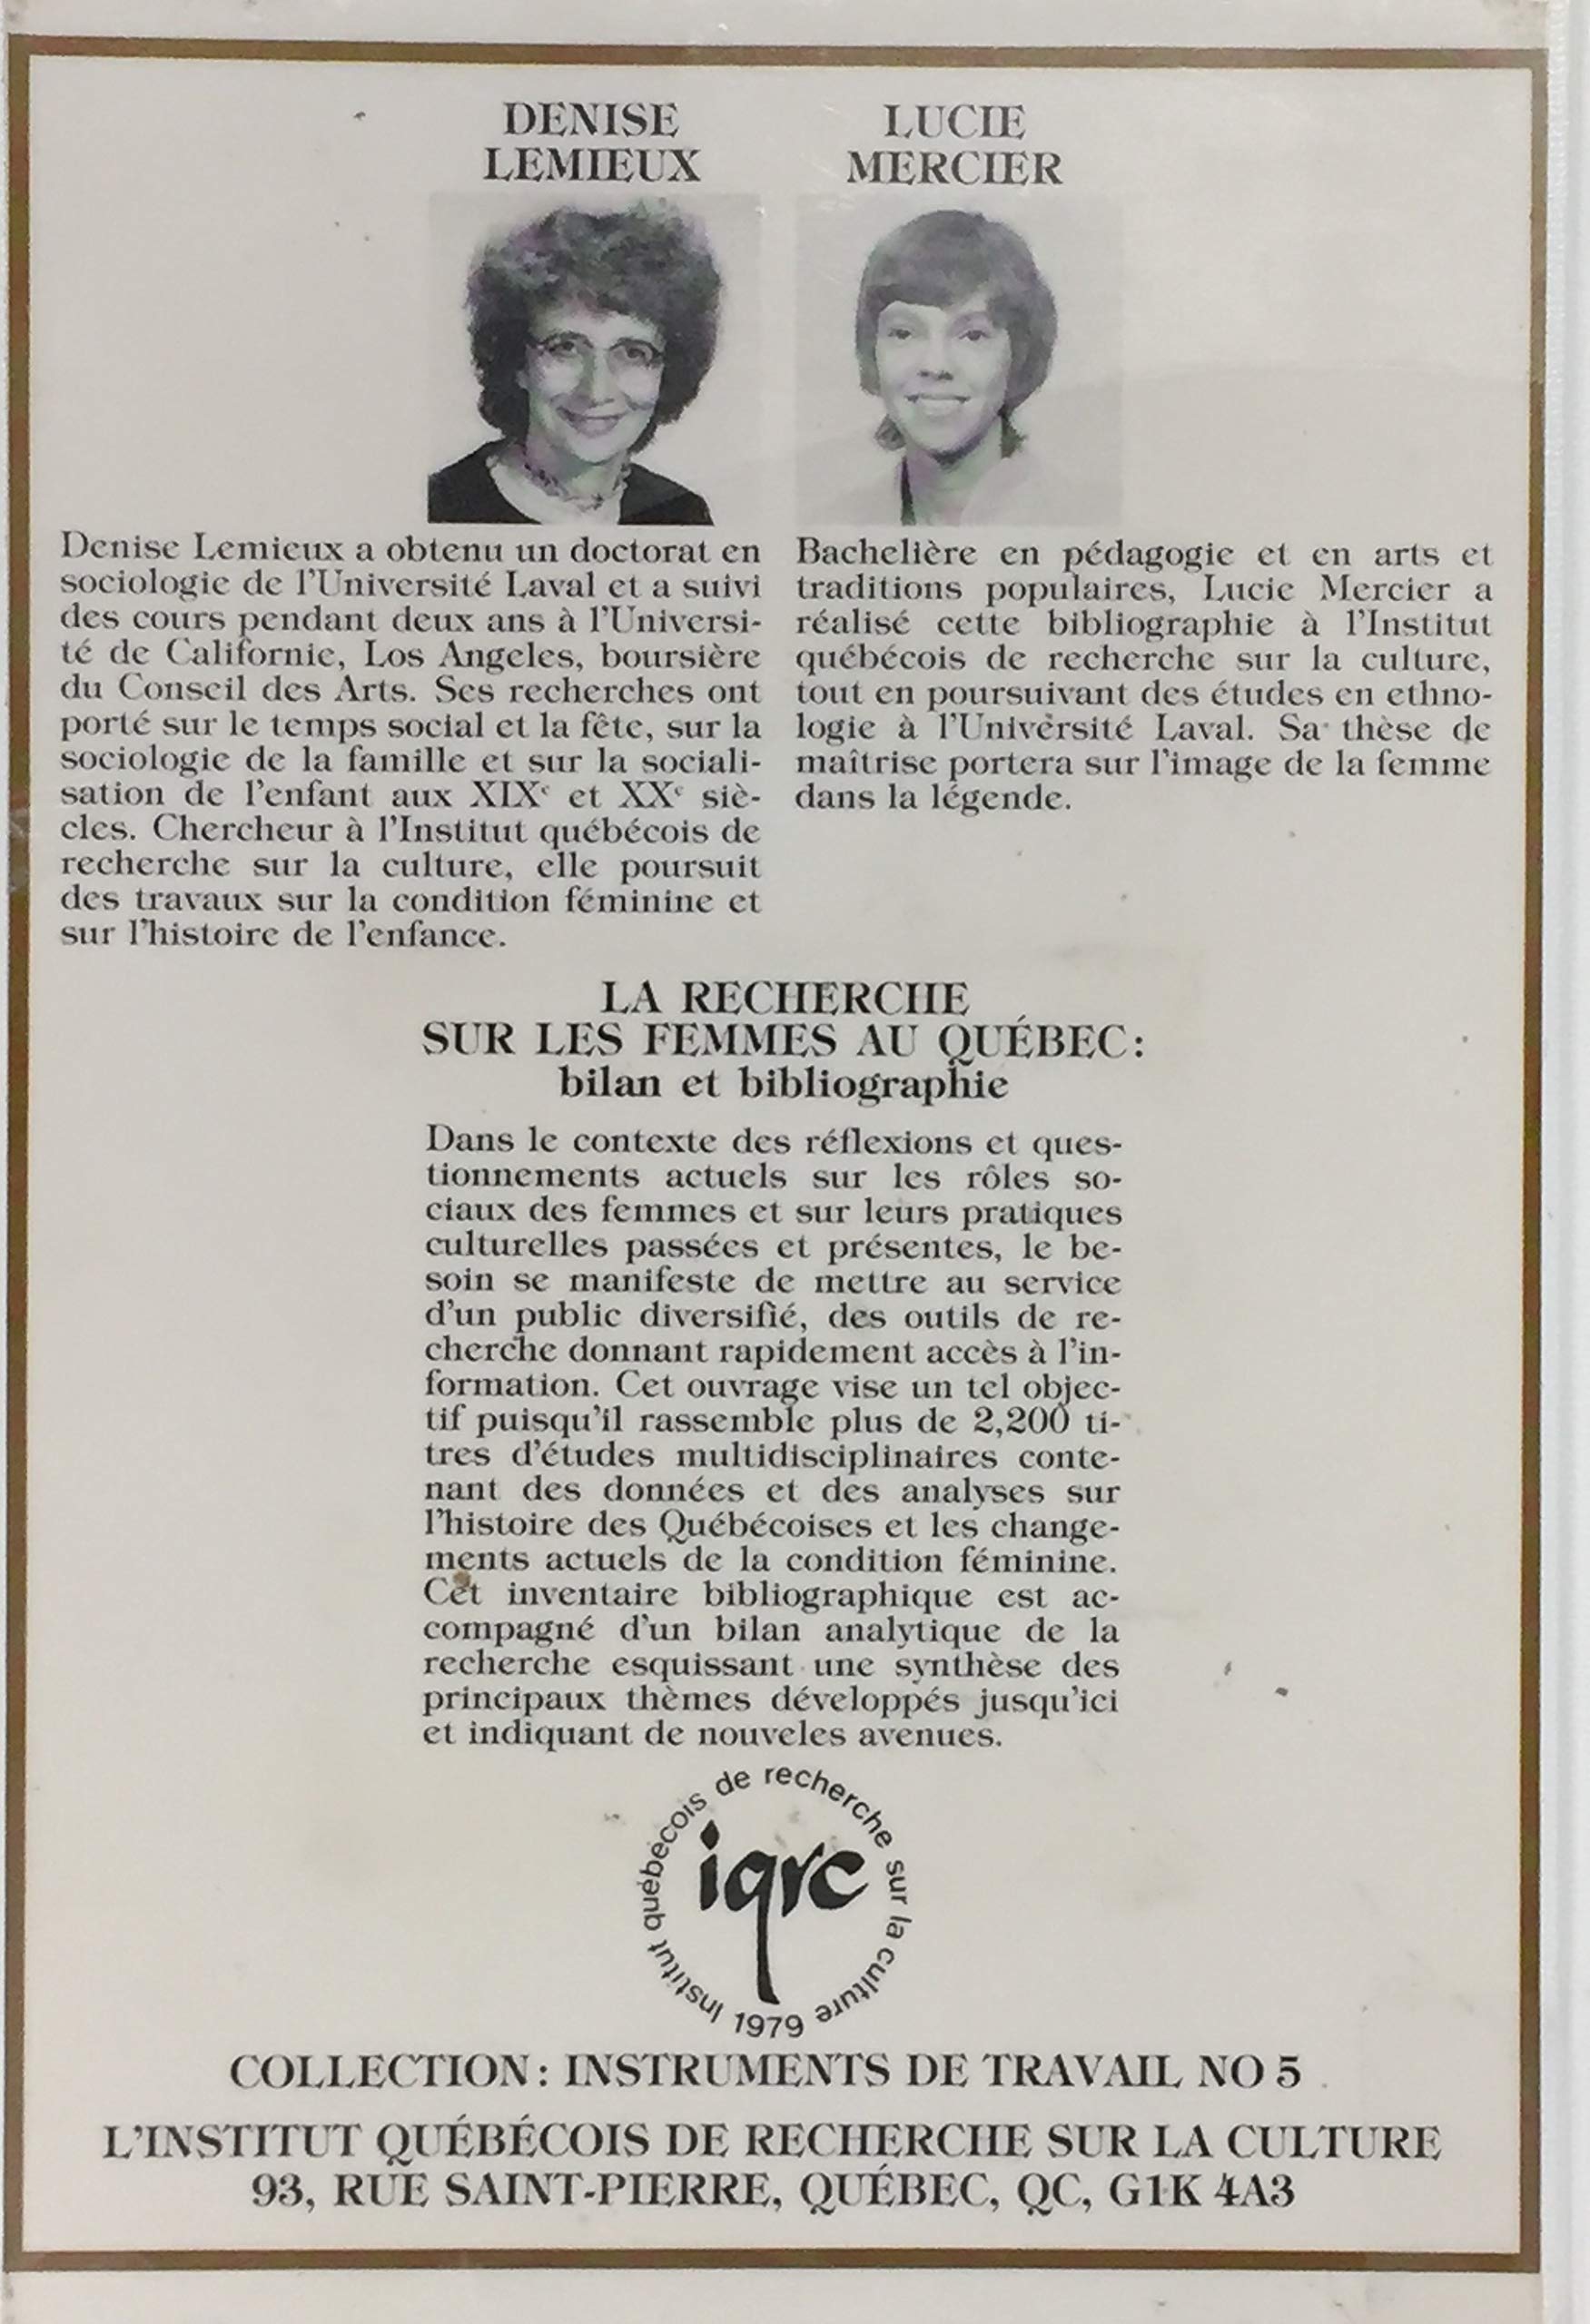 DENISE
LEMIEUX
LUCIE
MERCIER
Denise Lemieux a obtenu un doctorat en
sociologie de l'Université Laval et a suivi
des cours pendant deux ans à l'Universi-
té de Californie, Los Angeles, boursière
du Conseil des Arts. Ses recherches ont
porté sur le temps social et la fête, sur la
sociologie de la famille et sur la sociali-
sation de l'enfant aux XIXe et XXe siè-
cles. Chercheur à l'Institut québécois de
recherche sur la culture, elle poursuit
des travaux sur la condition féminine et
sur l'histoire de l'enfance.
Bachelière en pédagogie et en arts et
traditions populaires, Lucie Mercier a
réalisé cette bibliographie à l'Institut
québécois de recherche sur la culture,
tout en poursuivant des études en ethno-
logie à l'Université Laval. Sa thèse de
maîtrise portera sur l'image de la femme
dans la légende.
LA RECHERCHE
SUR LES FEMMES AU QUÉBEC:
bilan et bibliographie
Dans le contexte des réflexions et ques-
tionnements actuels sur les rôles so-
ciaux des femmes et sur leurs pratiques
culturelles passées et présentes, le be-
soin se manifeste de mettre au service
d'un public diversifié, des outils de re-
cherche donnant rapidement accès à l'in-
formation. Cet ouvrage vise un tel objec-
tif puisqu'il rassemble plus de 2,200 ti-
tres d'études multidisciplinaires conte-
nant des données et des analyses sur
l'histoire des Québécoises et les change-
ments actuels de la condition féminine.
Cet inventaire bibliographique est ac-
compagné d'un bilan analytique de la
recherche esquissant une synthèse des
principaux thèmes développés jusqu'ici
et indiquant de nouveles avenues.
Institut québécois de recherche sur la culture
iqrc
1979
COLLECTION: INSTRUMENTS DE TRAVAIL NO 5
L'INSTITUT QUÉBÉCOIS DE RECHERCHE SUR LA CULTURE
93, RUE SAINT-PIERRE, QUÉBEC, QC, G1K 4A3